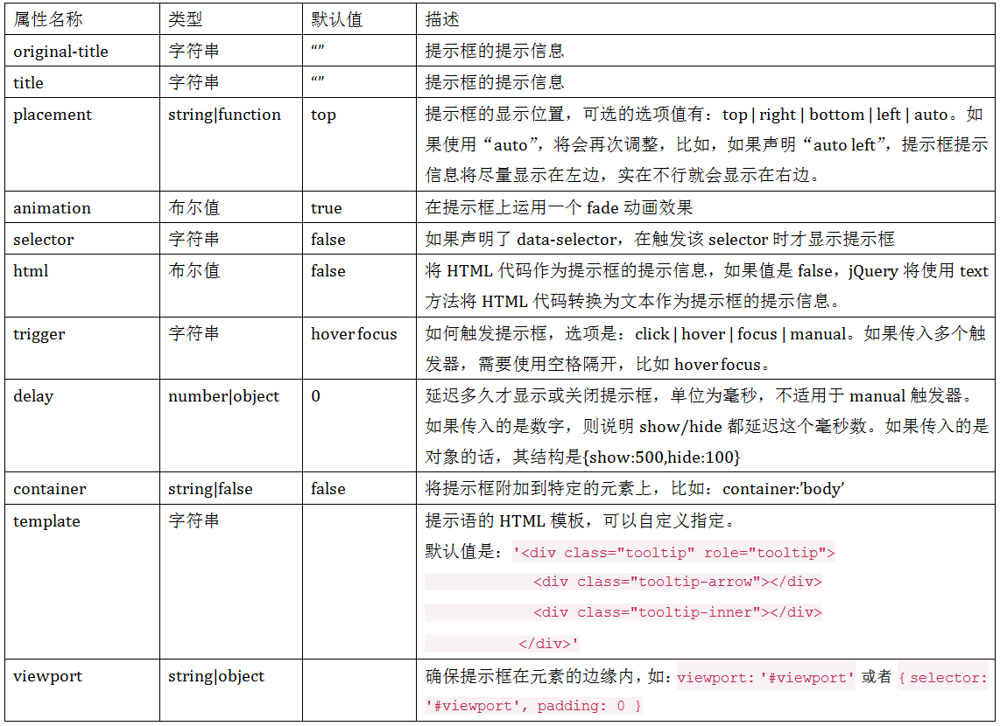 属性名称 类型 默认值 描述
original-title 字符串 “” 提示框的提示信息
title 字符串 “” 提示框的提示信息
placement string|function top 提示框的显示位置，可选的选项值有：top | right | bottom | left | auto。如
果使用“auto”，将会再次调整，比如，如果声明“auto left”，提示框提示
信息将尽量显示在左边，实在不行就会显示在右边。
animation 布尔值 true 在提示框上运用一个 fade 动画效果
selector 字符串 false 如果声明了 data-selector，在触发该 selector 时才显示提示框
html 布尔值 false 将 HTML 代码作为提示框的提示信息，如果值是 false，jQuery 将使用 text
方法将 HTML 代码转换为文本作为提示框的提示信息。
trigger 字符串 hover focus 如何触发提示框，选项是：click | hover | focus | manual。如果传入多个触
发器，需要使用空格隔开，比如 hover focus。
delay number|object 0 延迟多久才显示或关闭提示框，单位为毫秒，不适用于 manual 触发器。
如果传入的是数字，则说明 show/hide 都延迟这个毫秒数。如果传入的是
对象的话，其结构是{show:500,hide:100}
container string|false false 将提示框附加到特定的元素上，比如：container:’body’
template 字符串 提示语的 HTML 模板，可以自定义指定。
默认值是：'<div class="tooltip" role="tooltip">
<div class="tooltip-arrow"></div>
<div class="tooltip-inner"></div>
</div>'
viewport string|object 确保提示框在元素的边缘内，如：viewport: '#viewport' 或者 { selector:
'#viewport', padding: 0 }